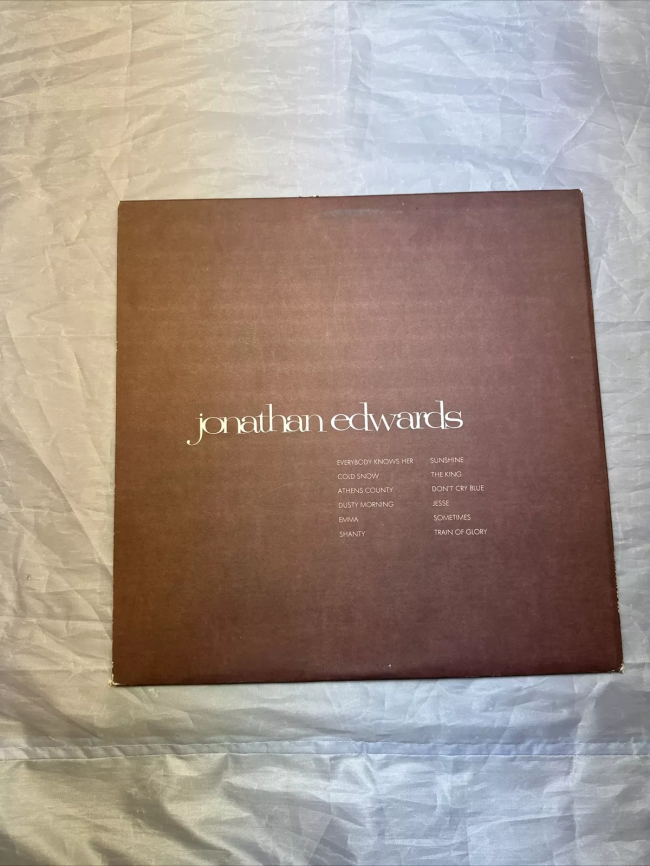 jonathan edwards
EVERYBODY KNOWS HER
COLD SNOW
ATHENS COUNTY
DUSTY MORNING
EMMA
SHANTY
SUNSHINE
THE KING
DON'T CRY BLUE
JESSE
SOMETIMES
TRAIN OF GLORY